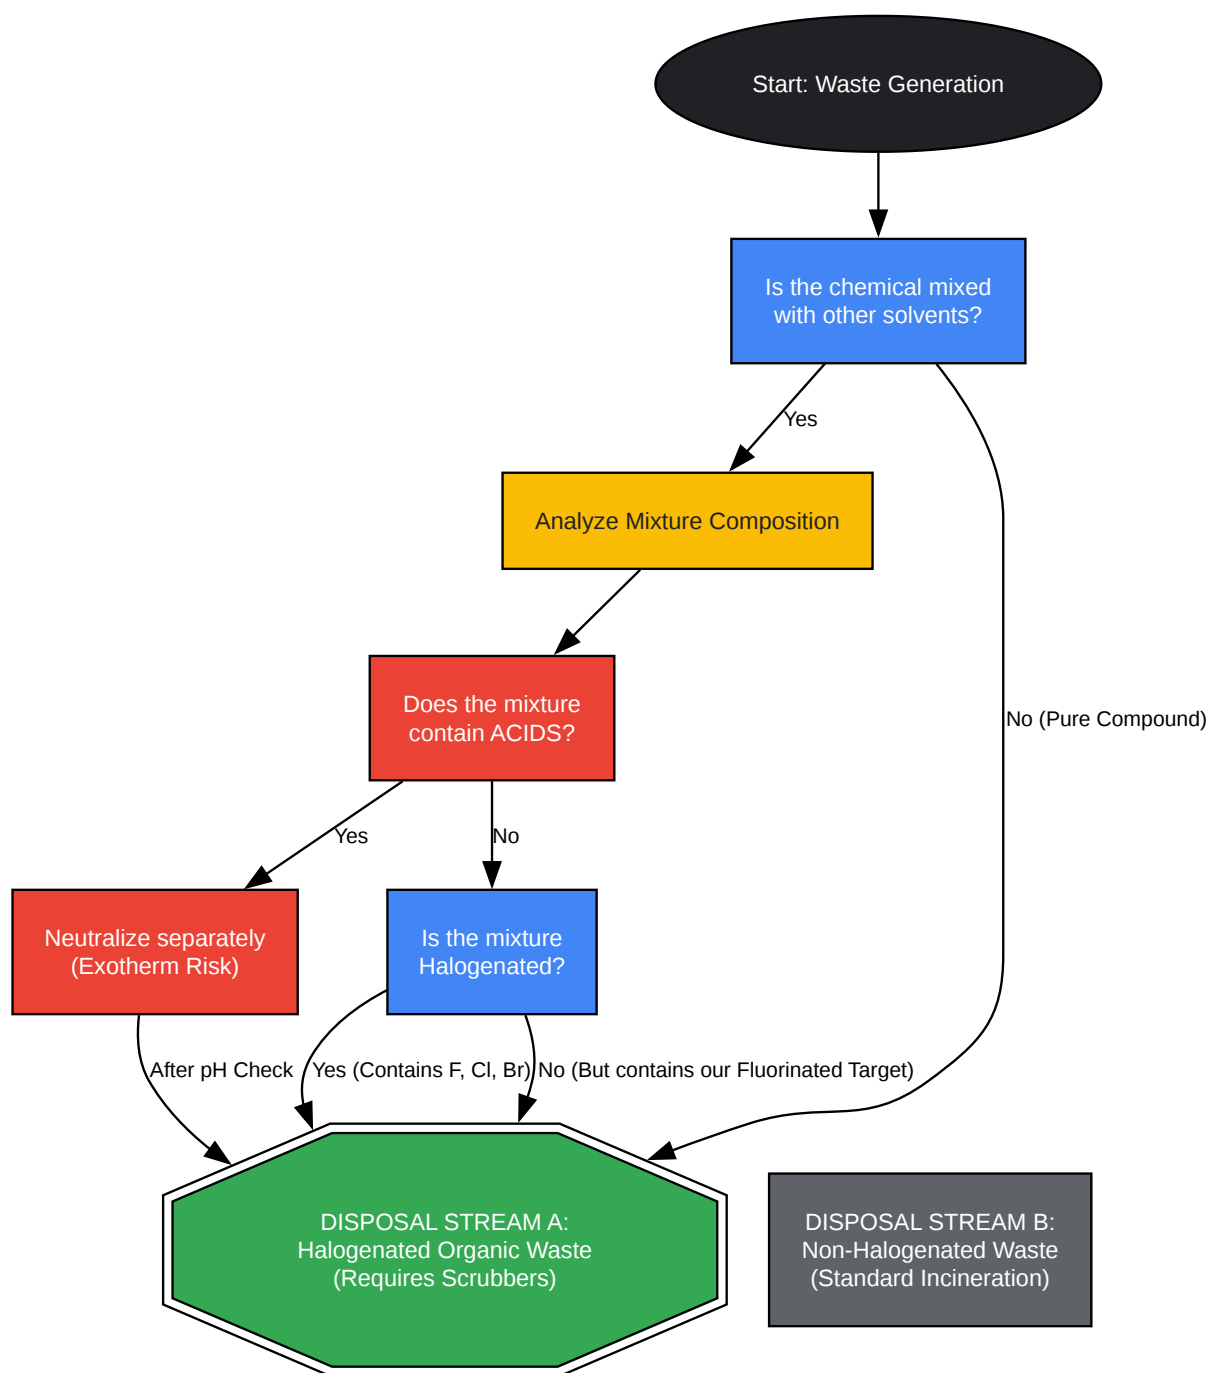 Start: Waste Generation
Is the chemical mixed
with other solvents?
Yes
Analyze Mixture Composition
Does the mixture
contain ACIDS?
No (Pure Compound)
Yes
No
Neutralize separately
(Exotherm Risk)
Is the mixture
Halogenated?
After pH Check
Yes (Contains F, Cl, Br)
No (But contains our Fluorinated Target)
DISPOSAL STREAM A:
Halogenated Organic Waste
(Requires Scrubbers)
DISPOSAL STREAM B:
Non-Halogenated Waste
(Standard Incineration)